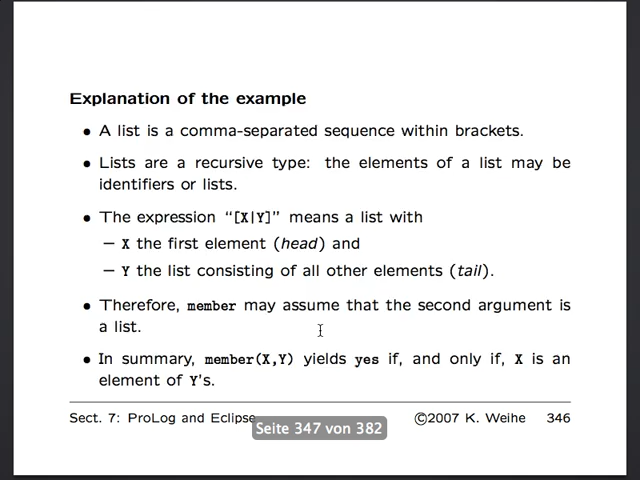 Explanation of the example
• A list is a comma-separated sequence within brackets.
• Lists are a recursive type: the elements of a list may be
identifiers or lists.
• The expression “[X|Y]” means a list with
– X the first element (head) and
– Y the list consisting of all other elements (tail).
• Therefore, member may assume that the second argument is
a list.
• In summary, member(X,Y) yields yes if, and only if, X is an
element of Y's.
Sect. 7: ProLog and Eclipse ©2007 K. Weihe 346
Seite 347 von 382